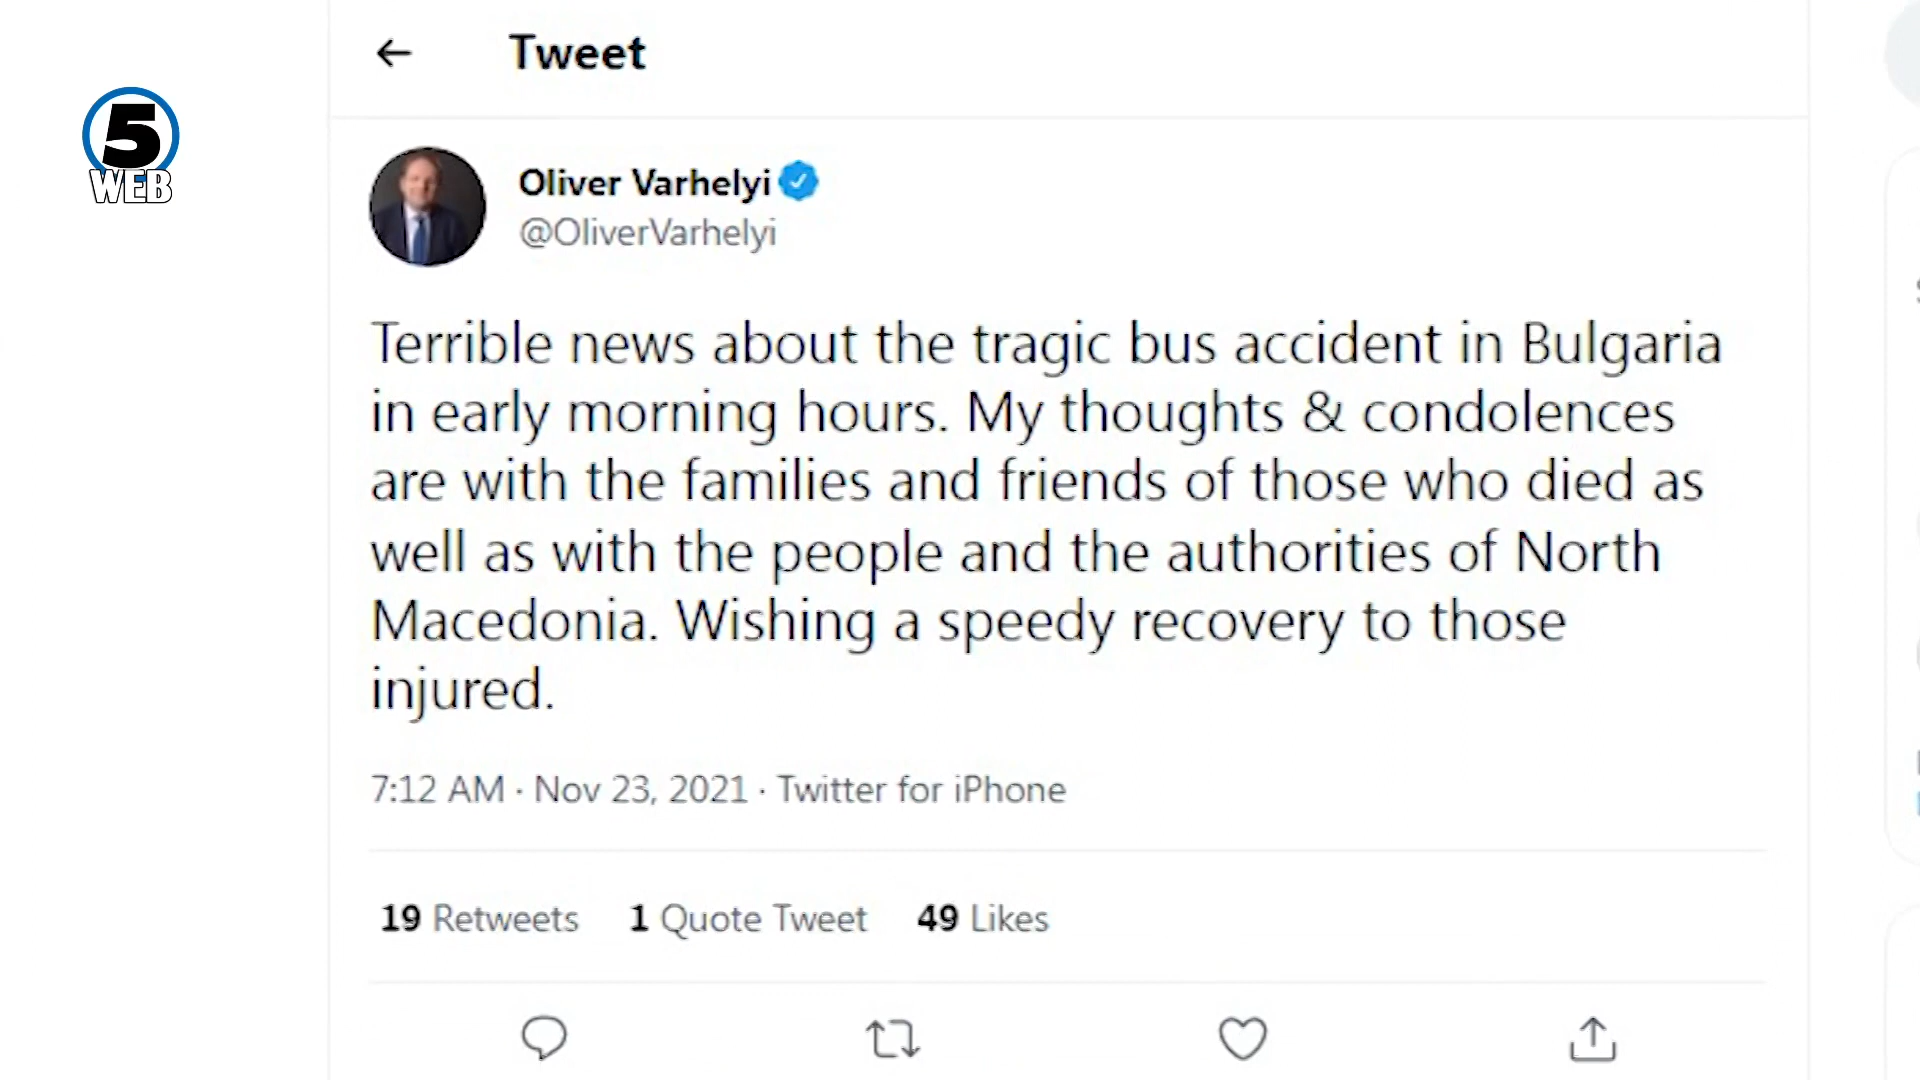 Tweet
5
WEB
Oliver Varhelyi
@OliverVarhelyi
Terrible news about the tragic bus accident in Bulgaria
in early morning hours. My thoughts & condolences
are with the families and friends of those who died as
well as with the people and the authorities of North
Macedonia. Wishing a speedy recovery to those
injured.
7:12 AM · Nov 23, 2021 · Twitter for iPhone
19 Retweets 1 Quote Tweet 49 Likes